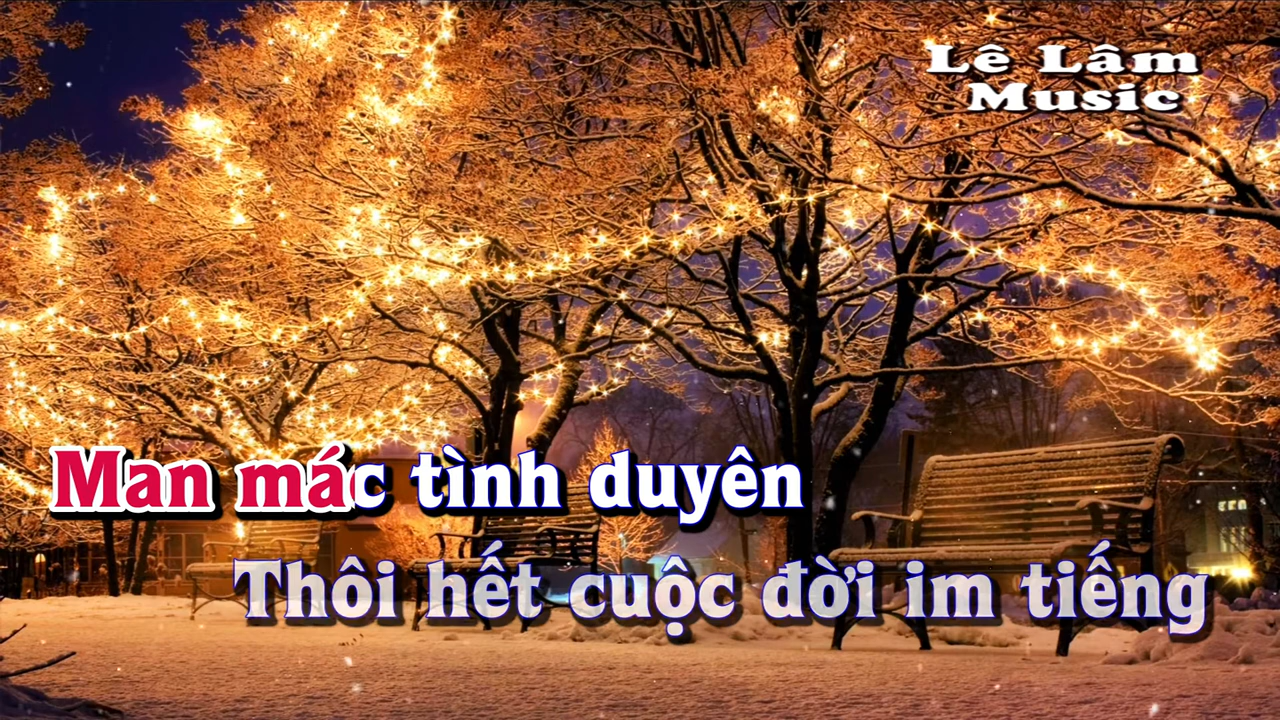 Lê Lâm
Music
Man mác tình duyên
Thôi hết cuộc đời im tiếng